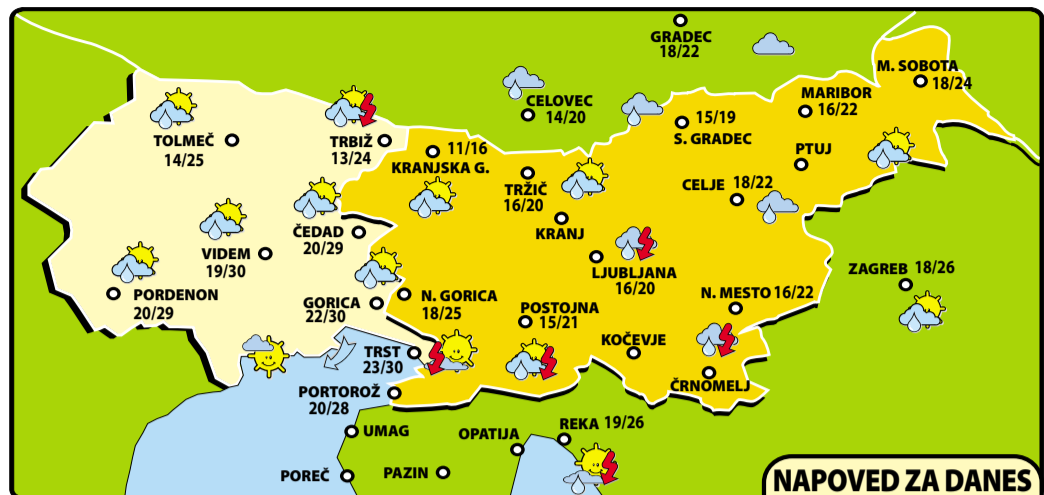 GRADEC
18/22
M. SOBOTA
18/24
MARIBOR
16/22
CELOVEC
14/20
15/19
S. GRADEC
TOLMEČ
14/25
TRBIŽ
13/24
11/16
KRANJSKA G.
PTUJ
TRŽIČ
16/20
CELJE 18/22
KRANJ
ČEDAD
20/29
VIDEM
19/30
LJUBLJANA
16/20
ZAGREB 18/26
PORDENON
20/29
GORICA
22/30
N. GORICA
18/25
N. MESTO 16/22
POSTOJNA
15/21
KOČEVJE
TRST
23/30
ČRNOMELJ
PORTOROŽ
20/28
UMAG
OPATIJA
REKA 19/26
POREČ
PAZIN
NAPOVED ZA DANES